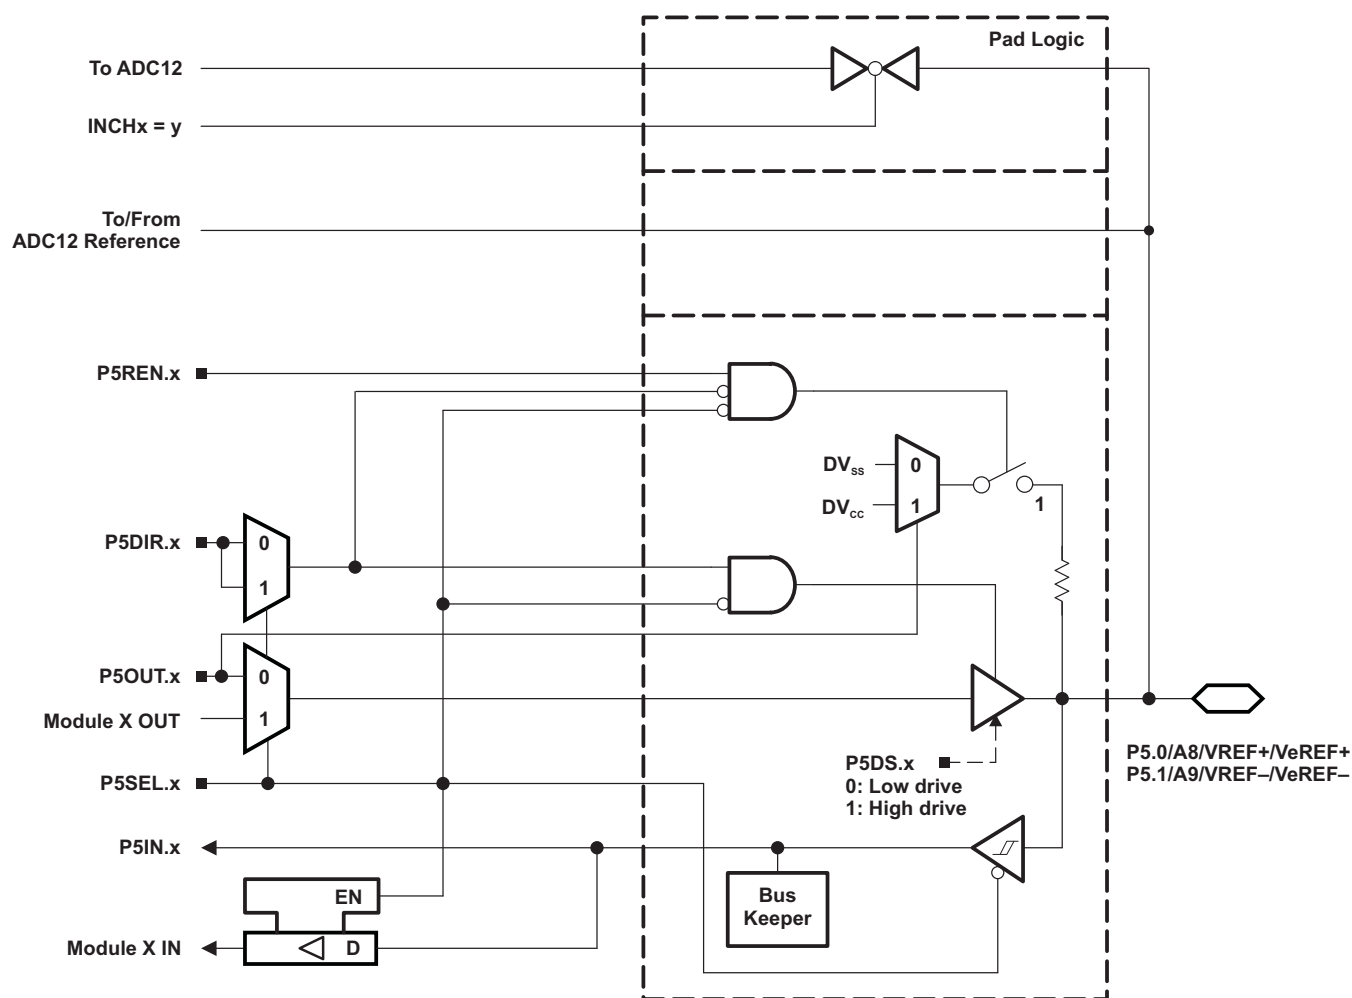 Pad Logic
To ADC12
INCHx = y
To/From
ADC12 Reference
P5REN.x
DVSS
0
DVCC
1
1
P5DIR.x
0
1
P5OUT.x
0
Module X OUT
1
P5SEL.x
P5DS.x
0: Low drive
1: High drive
P5.0/A8/VREF+/VeREF+
P5.1/A9/VREF–/VeREF–
P5IN.x
Bus
Keeper
EN
Module X IN
D